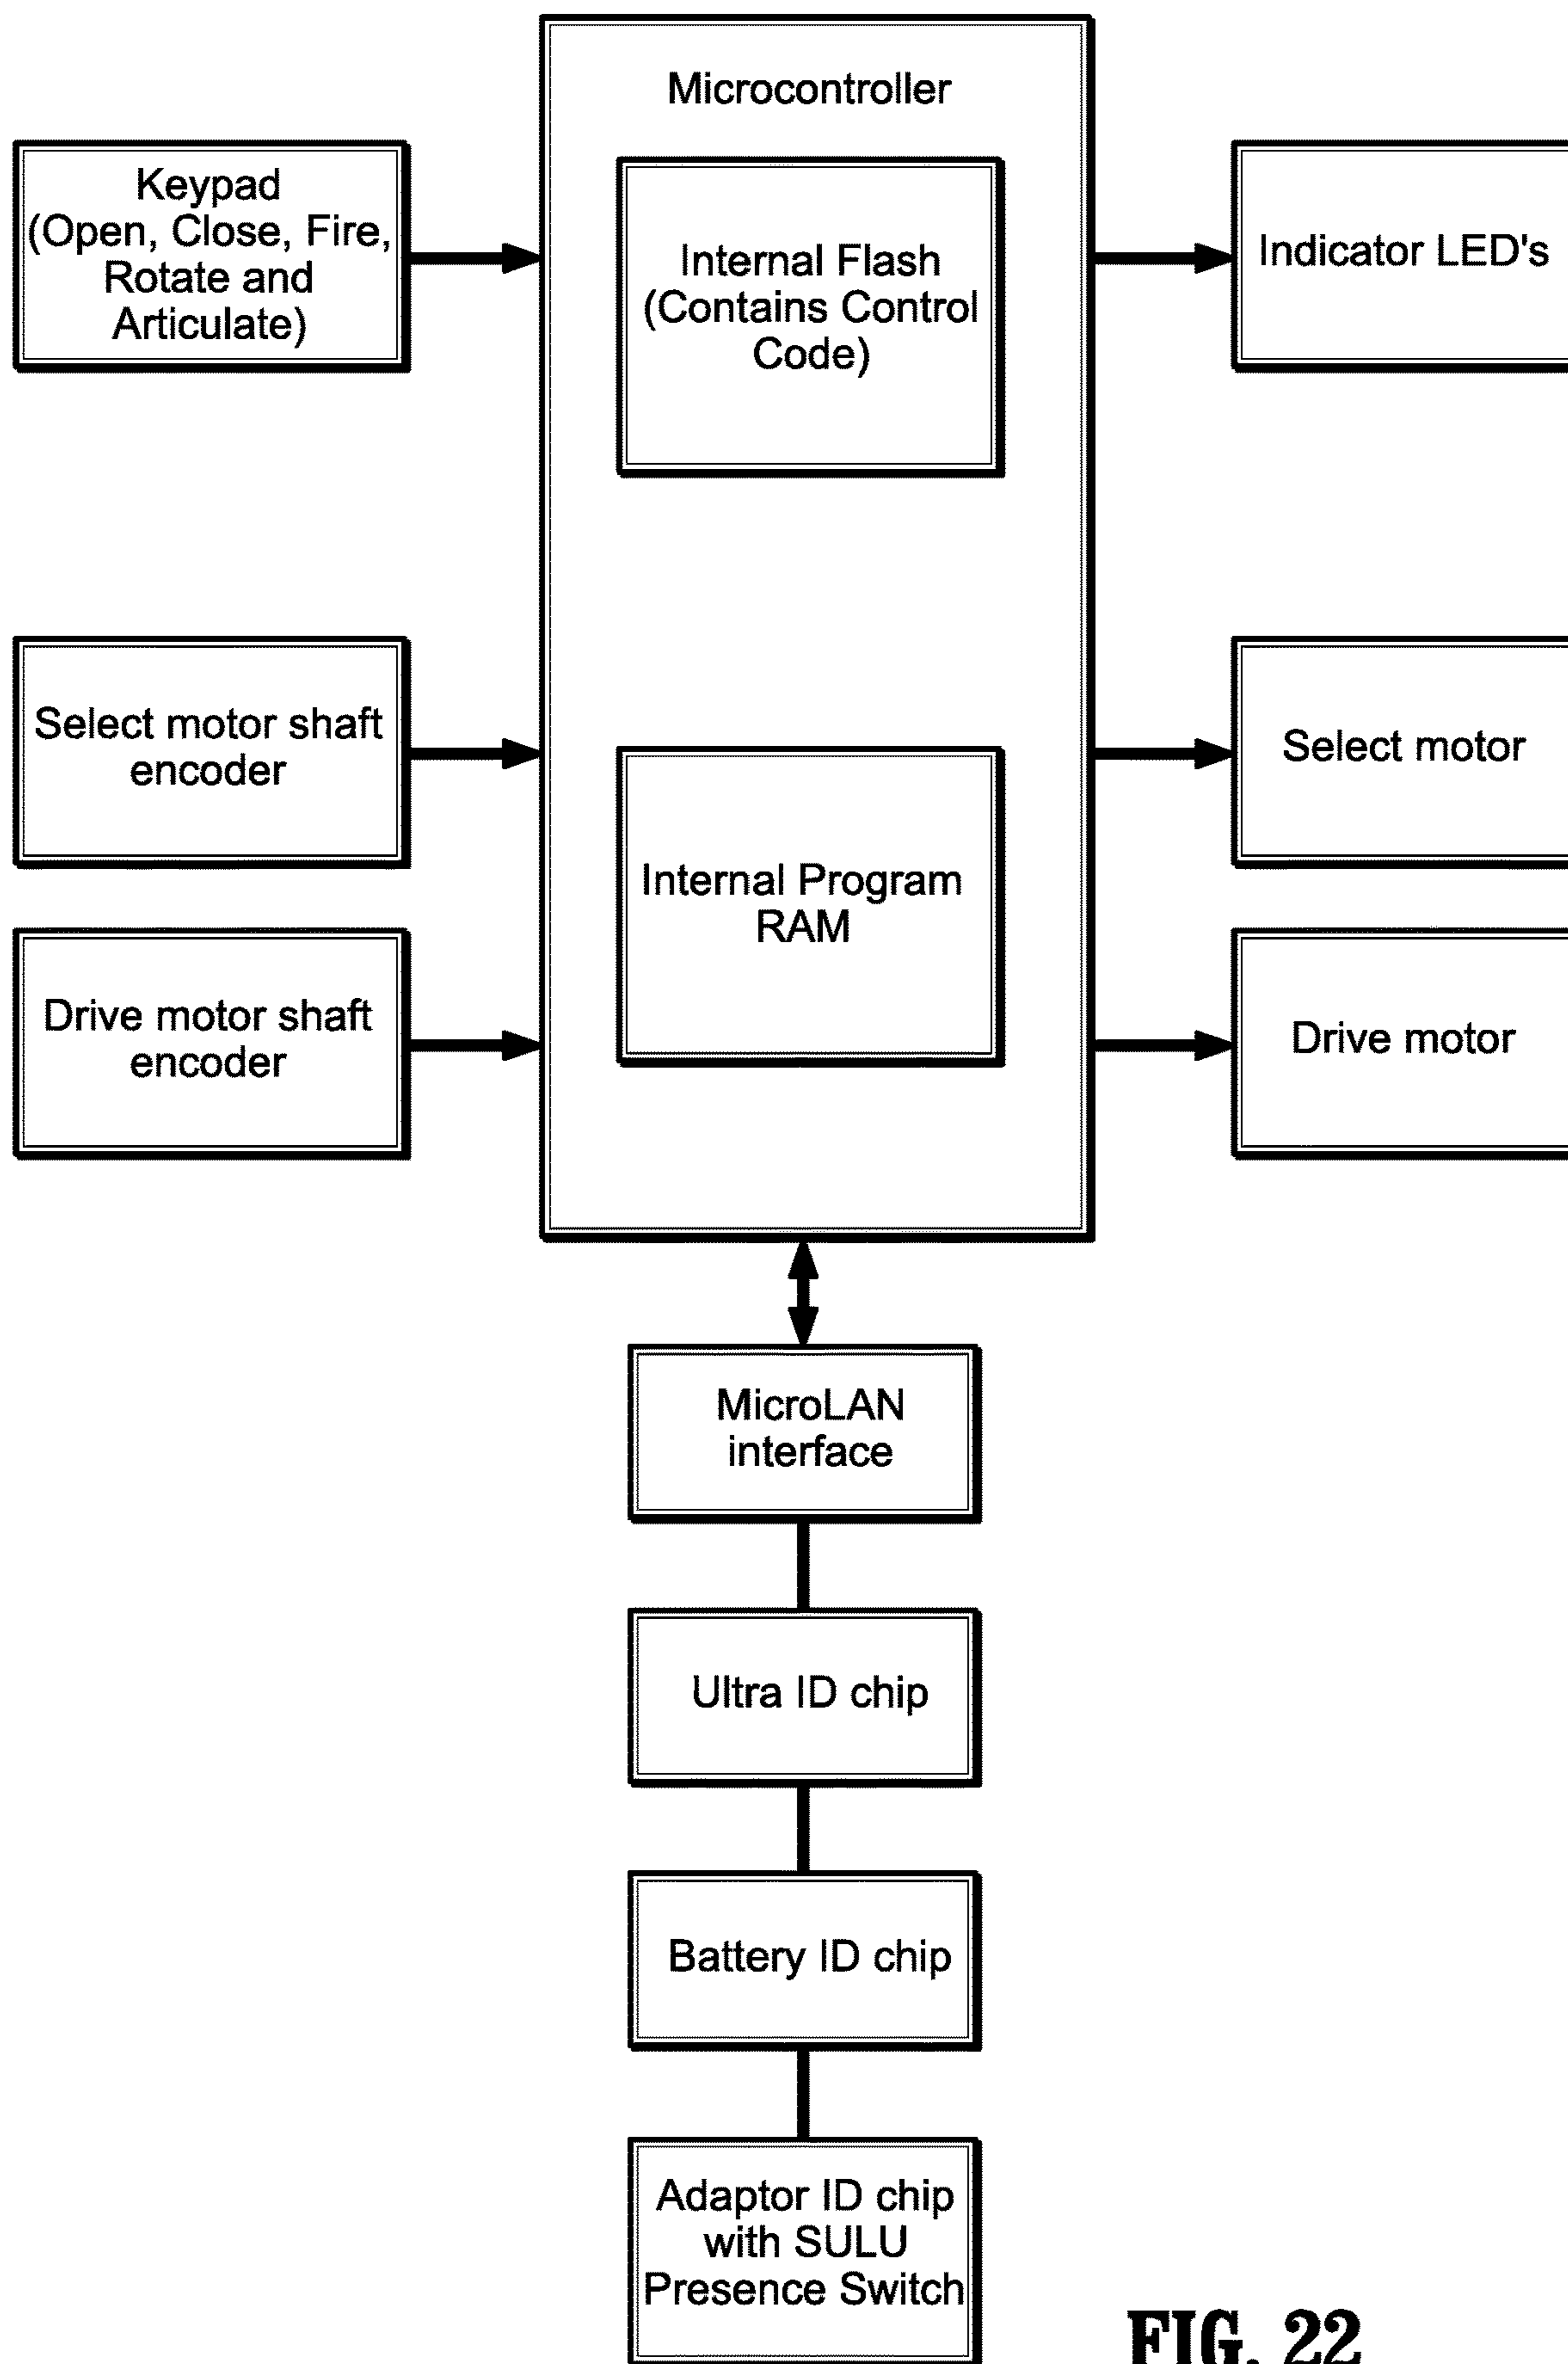 Microcontroller
Keypad
(Open, Close, Fire,
Rotate and
Articulate)
Internal Flash
(Contains Control
Code)
Indicator LED's
Select motor shaft
encoder
Select motor
Internal Program
RAM
Drive motor shaft
encoder
Drive motor
MicroLAN
interface
Ultra ID chip
Battery ID chip
Adaptor ID chip
with SULU
Presence Switch
FIG. 22